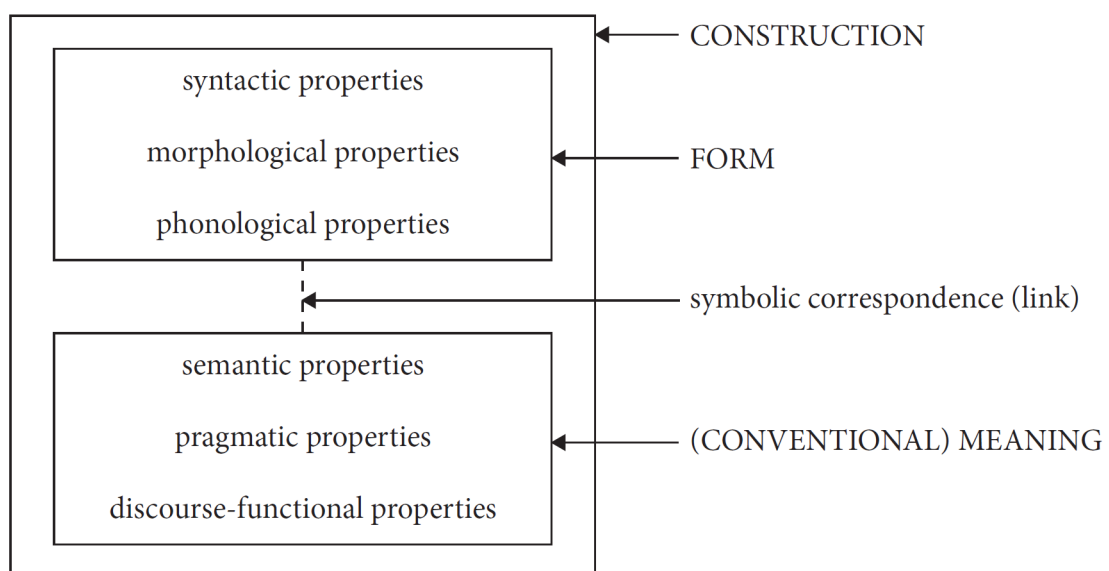 CONSTRUCTION
syntactic properties
morphological properties
FORM
phonological properties
symbolic correspondence (link)
semantic properties
pragmatic properties
(CONVENTIONAL) MEANING
discourse-functional properties